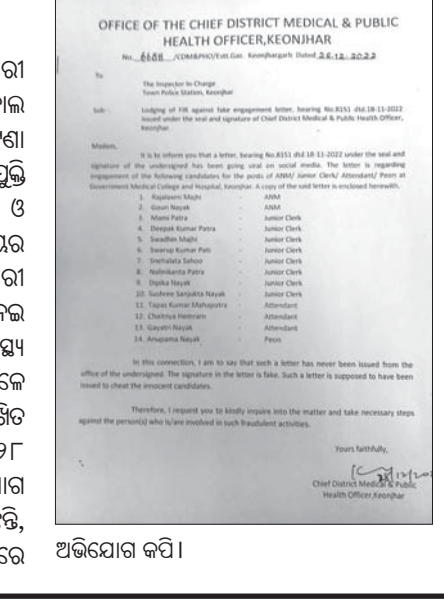 OFFICE OF THE CHIEF DISTRICT MEDICAL & PUBLIC
HEALTH OFFICER,KEONJHAR
No. 6688 /CDM&PHO/Estt.Gaz. Keonjhargarh Dated 28.12.2022
To
The Inspector In-Charge
Town Police Station, Keonjhar
Sub:- Lodging of FIR against fake engagement letter, bearing No.8151 dtd.18-11-2022
issued under the seal and signature of Chief District Medical & Public Health Officer,
Keonjhar.
Madam,
It is to inform you that a letter, bearing No.8151 dtd 18-11-2022 under the seal and
signature of the undersigned has been going viral on social media. The letter is regarding
engagement of the following candidates for the posts of ANM/ Junior Clerk/ Attendant/ Peon at
Government Medical College and Hospital, Keonjhar. A copy of the said letter is enclosed herewith.
1. Rajalaxmi Majhi - ANM
2. Gouri Nayak - ANM
3. Mami Patra - Junior Clerk
4. Deepak Kumar Patra - Junior Clerk
5. Swadhin Majhi - Junior Clerk
6. Swarup Kumar Pati - Junior Clerk
7. Snehalata Sahoo - Junior Clerk
8. Nalinikanta Patra - Junior Clerk
9. Dipika Nayak - Junior Clerk
10. Sushree Sanjukta Nayak - Junior Clerk
11. Tapas Kumar Mahapatra - Attendant
12. Chaitnya Hembram - Attendant
13. Gayatri Nayak - Attendant
14. Anupama Nayak - Peon
In this connection, I am to say that such a letter has never been issued from the
office of the undersigned. The signature in the letter is fake. Such a letter is supposed to have been
issued to cheat the innocent candidates.
Therefore, I request you to kindly inquire into the matter and take necessary steps
against the person(s) who is/are involved in such fraudulent activities.
Yours faithfully,
Chief District Medical & Public
Health Officer,Keonjhar
ଅଭିଯୋଗ କପି।